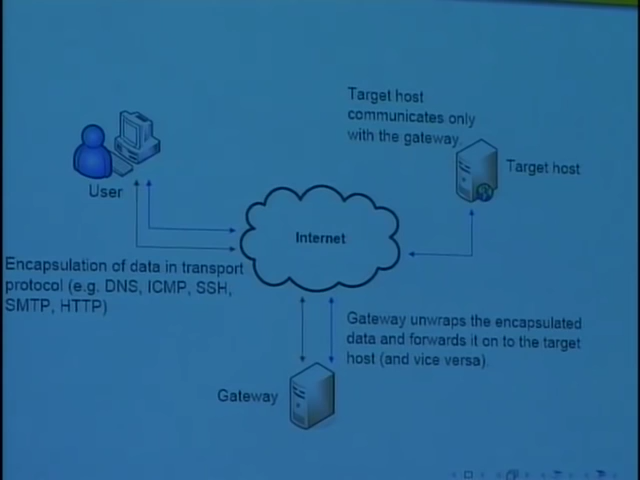 Target host
communicates only
with the gateway.
Target host
User
Internet
Encapsulation of data in transport
protocol (e.g. DNS, ICMP, SSH,
SMTP, HTTP)
Gateway unwraps the encapsulated
data and forwards it on to the target
host (and vice versa).
Gateway